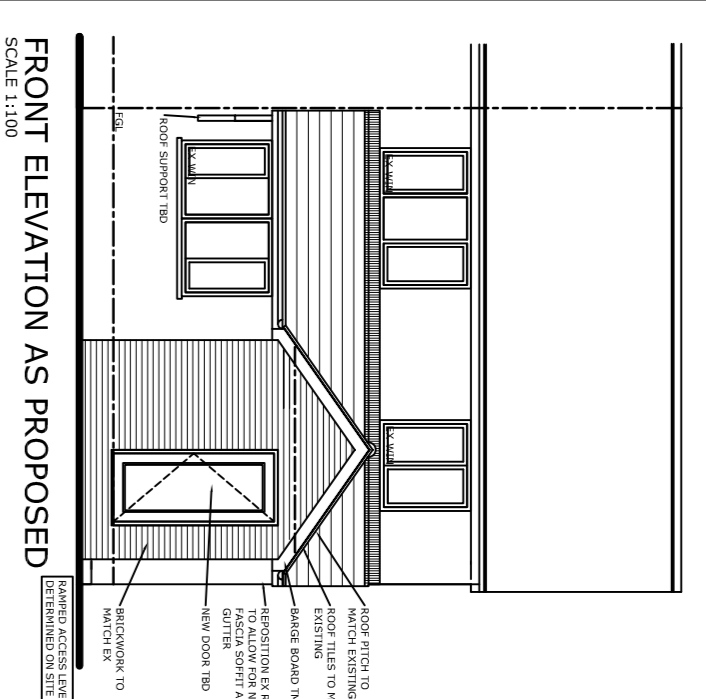 FRONT ELEVATION AS PROPOSED
SCALE 1:100
FGL
ROOF SUPPORT TBD
EX WIN
EX WIN
EX WIN
ROOF PITCH TO
MATCH EXISTING
ROOF TILES TO M
EXISTING
BARGE BOARD
REPOSITION EX
TO ALLOW FOR
FASCIA SOFFIT
GUTTER
NEW DOOR TBD
BRICKWORK TO
MATCH EX
RAMPED ACCESS LEVE
DETERMINED ON SITE